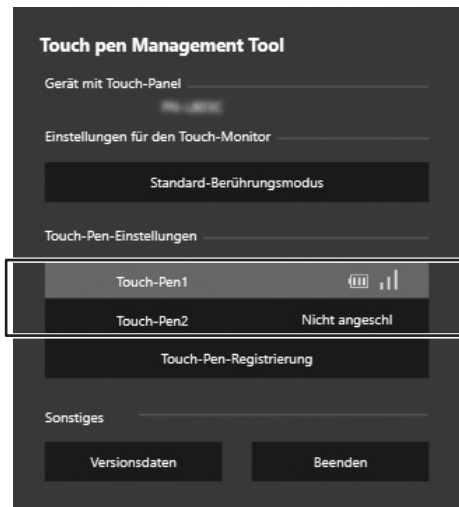 Touch pen Management Tool
Gerät mit Touch-Panel
Einstellungen für den Touch-Monitor
Standard-Berührungsmodus
Touch-Pen-Einstellungen
Touch-Pen1
Touch-Pen2 Nicht angeschl
Touch-Pen-Registrierung
Sonstiges
Versionsdaten Beenden